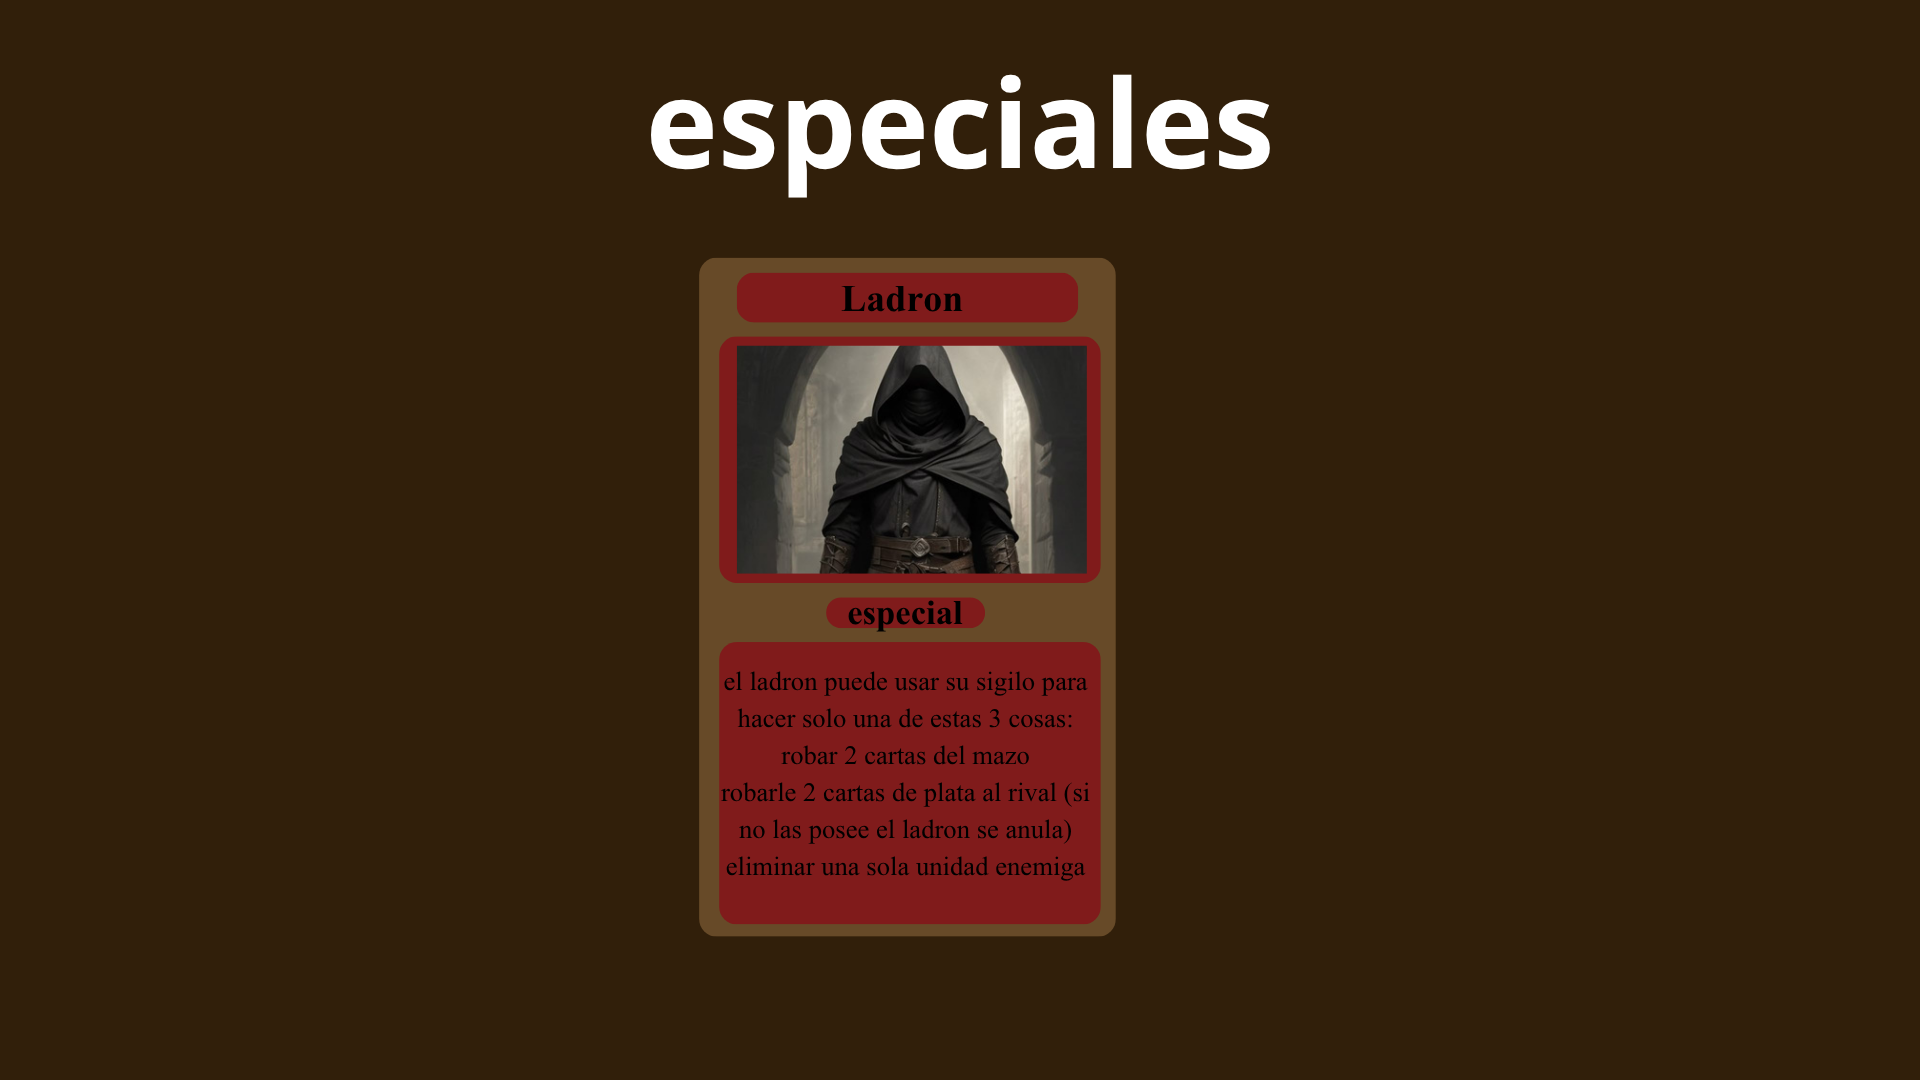 especiales
Ladron
especial
el ladron puede usar su sigilo para
hacer solo una de estas 3 cosas:
robar 2 cartas del mazo
robarle 2 cartas de plata al rival (si
no las posee el ladron se anula)
eliminar una sola unidad enemiga